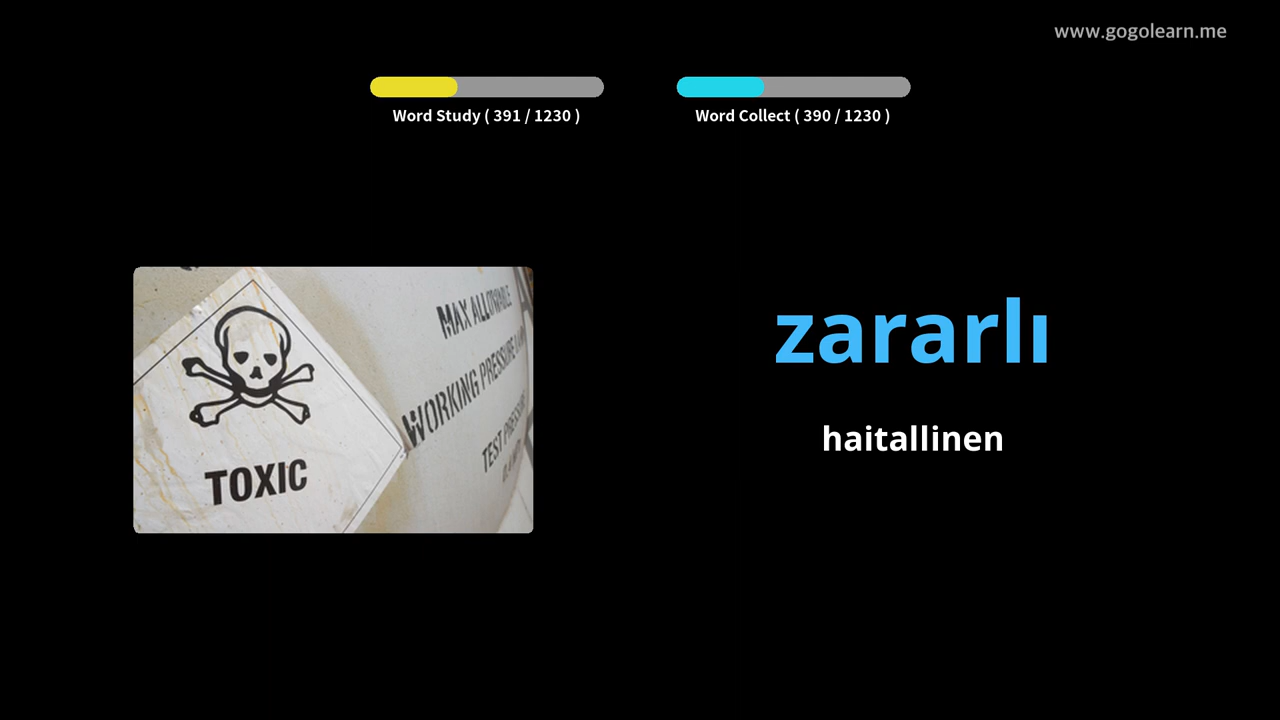 www.gogolearn.me
Word Study ( 391 / 1230 )
Word Collect ( 390 / 1230 )
MAX ALLOWABLE
WORKING PRESSURE
TEST PRESSURE
TOXIC
zararlı
haitallinen